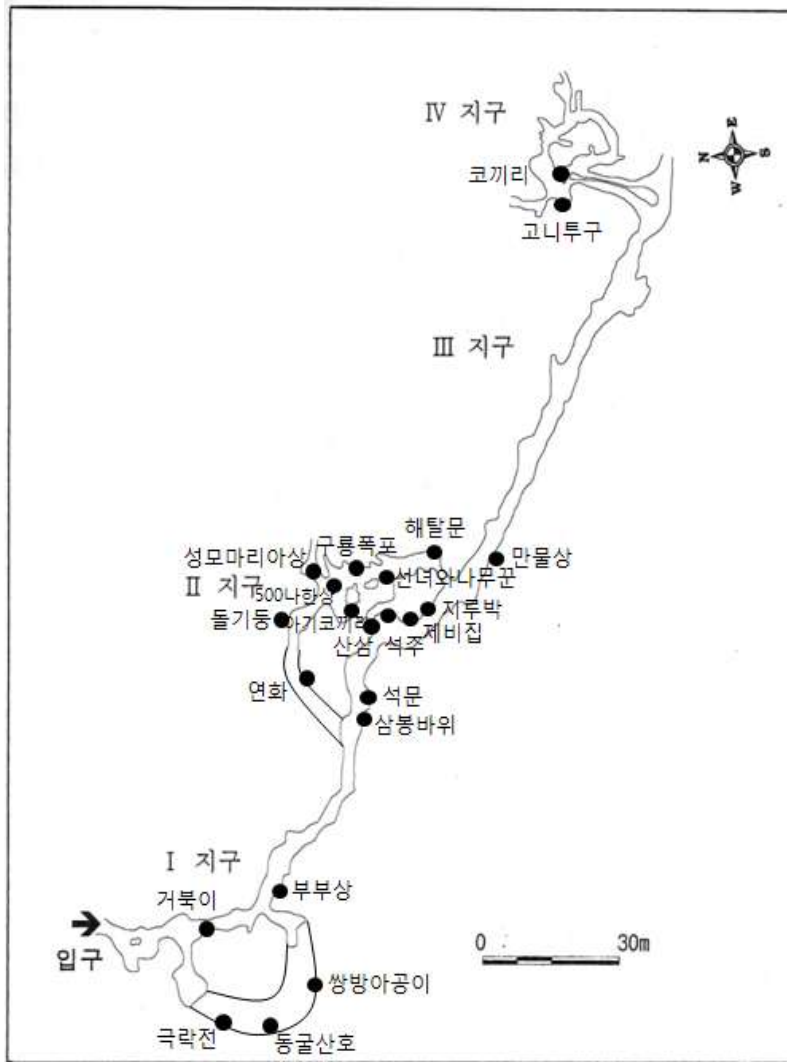 IV 지구
E
N S
W
코끼리
고니투구
III 지구
해탈문
구룡폭포
성모마리아상
만물상
선녀와나무꾼
II 지구
500나한상
돌기둥
아기코끼리
지루박
제비집
산삼 석주
연화
석문
삼봉바위
I 지구
거북이
부부상
입구
0 30m
쌍방아공이
극락전
동굴산호